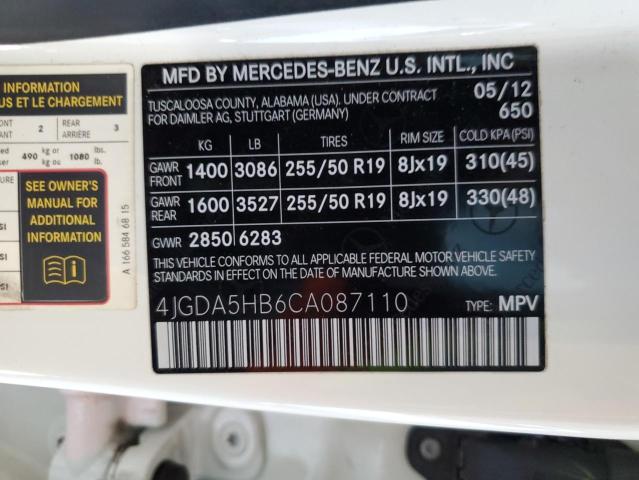 INFORMATION
US ET LE CHARGEMENT
2 REAR ARRIÈRE 3
490 kg or kg ou 1080 lbs. lb.
SEE OWNER'S
MANUAL FOR
ADDITIONAL
INFORMATION
A 166 584 68 15
MFD BY MERCEDES-BENZ U.S. INTL., INC
TUSCALOOSA COUNTY, ALABAMA (USA). UNDER CONTRACT 05/12
FOR DAIMLER AG, STUTTGART (GERMANY) 650
KG LB TIRES RIM SIZE COLD KPA(PSI)
GAWR FRONT 1400 3086 255/50 R19 8Jx19 310(45)
GAWR REAR 1600 3527 255/50 R19 8Jx19 330(48)
GVWR 2850 6283
THIS VEHICLE CONFORMS TO ALL APPLICABLE FEDERAL MOTOR VEHICLE SAFETY
STANDARDS IN EFFECT ON THE DATE OF MANUFACTURE SHOWN ABOVE.
4JGDA5HB6CA087110 TYPE: MPV